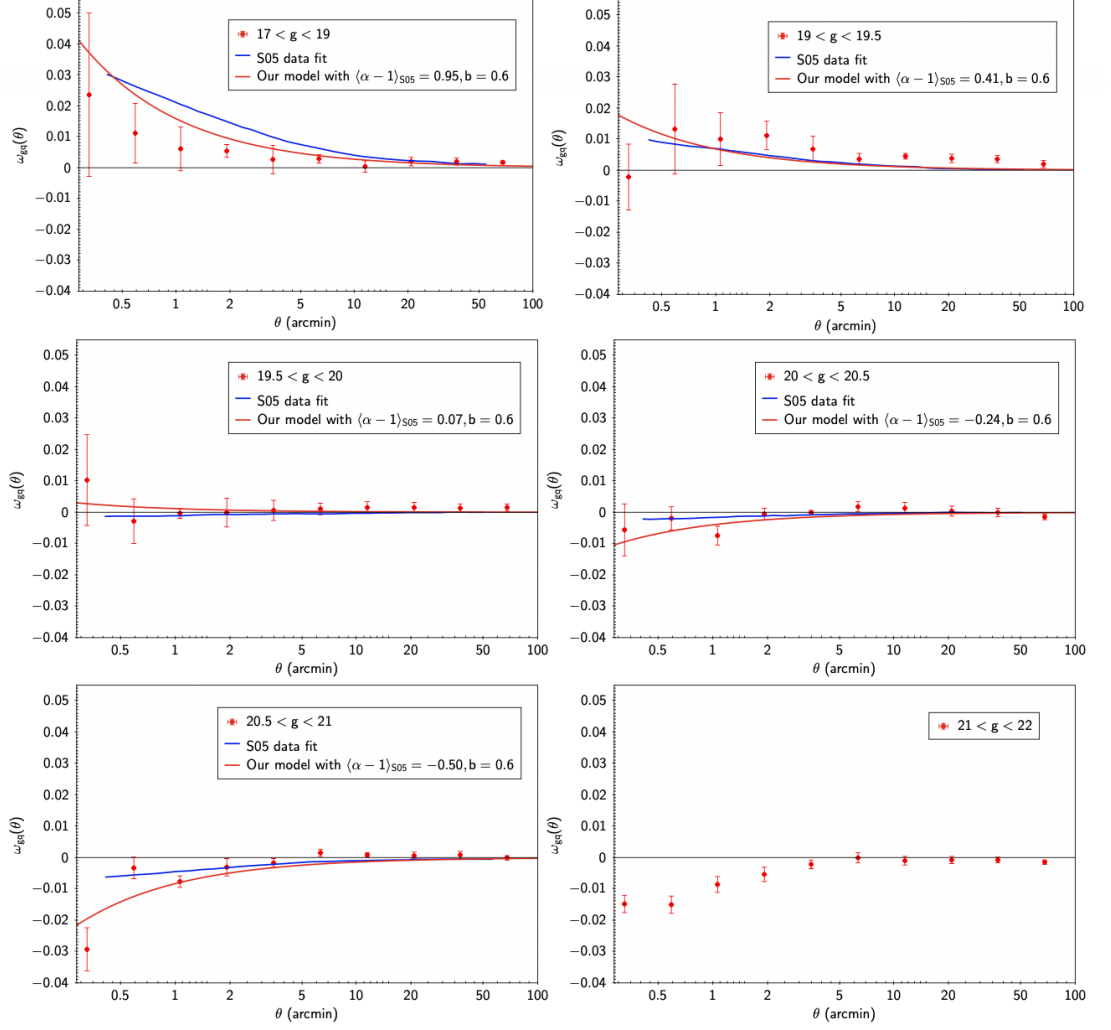 0.05
0.04
0.03
0.02
0.01
0
−0.01
−0.02
−0.03
−0.04
ω_gq(θ)
17 < g < 19
S05 data fit
Our model with ⟨α − 1⟩_S05 = 0.95, b = 0.6
0.5 1 2 5 10 20 50 100
θ (arcmin)
0.05
0.04
0.03
0.02
0.01
0
−0.01
−0.02
−0.03
−0.04
ω_gq(θ)
19 < g < 19.5
S05 data fit
Our model with ⟨α − 1⟩_S05 = 0.41, b = 0.6
0.5 1 2 5 10 20 50 100
θ (arcmin)
0.05
0.04
0.03
0.02
0.01
0
−0.01
−0.02
−0.03
−0.04
ω_gq(θ)
19.5 < g < 20
S05 data fit
Our model with ⟨α − 1⟩_S05 = 0.07, b = 0.6
0.5 1 2 5 10 20 50 100
θ (arcmin)
0.05
0.04
0.03
0.02
0.01
0
−0.01
−0.02
−0.03
−0.04
ω_gq(θ)
20 < g < 20.5
S05 data fit
Our model with ⟨α − 1⟩_S05 = −0.24, b = 0.6
0.5 1 2 5 10 20 50 100
θ (arcmin)
0.05
0.04
0.03
0.02
0.01
0
−0.01
−0.02
−0.03
−0.04
ω_gq(θ)
20.5 < g < 21
S05 data fit
Our model with ⟨α − 1⟩_S05 = −0.50, b = 0.6
0.5 1 2 5 10 20 50 100
θ (arcmin)
0.05
0.04
0.03
0.02
0.01
0
−0.01
−0.02
−0.03
−0.04
ω_gq(θ)
21 < g < 22
0.5 1 2 5 10 20 50 100
θ (arcmin)